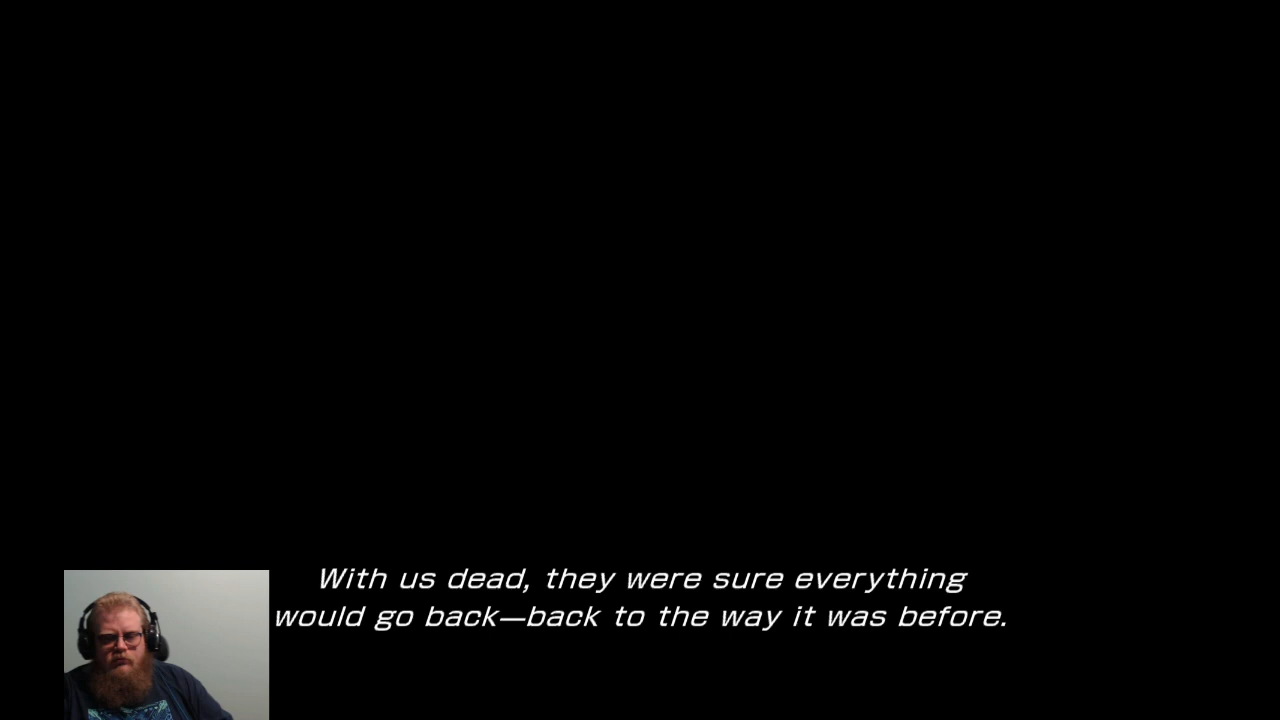 With us dead, they were sure everything
would go back—back to the way it was before.